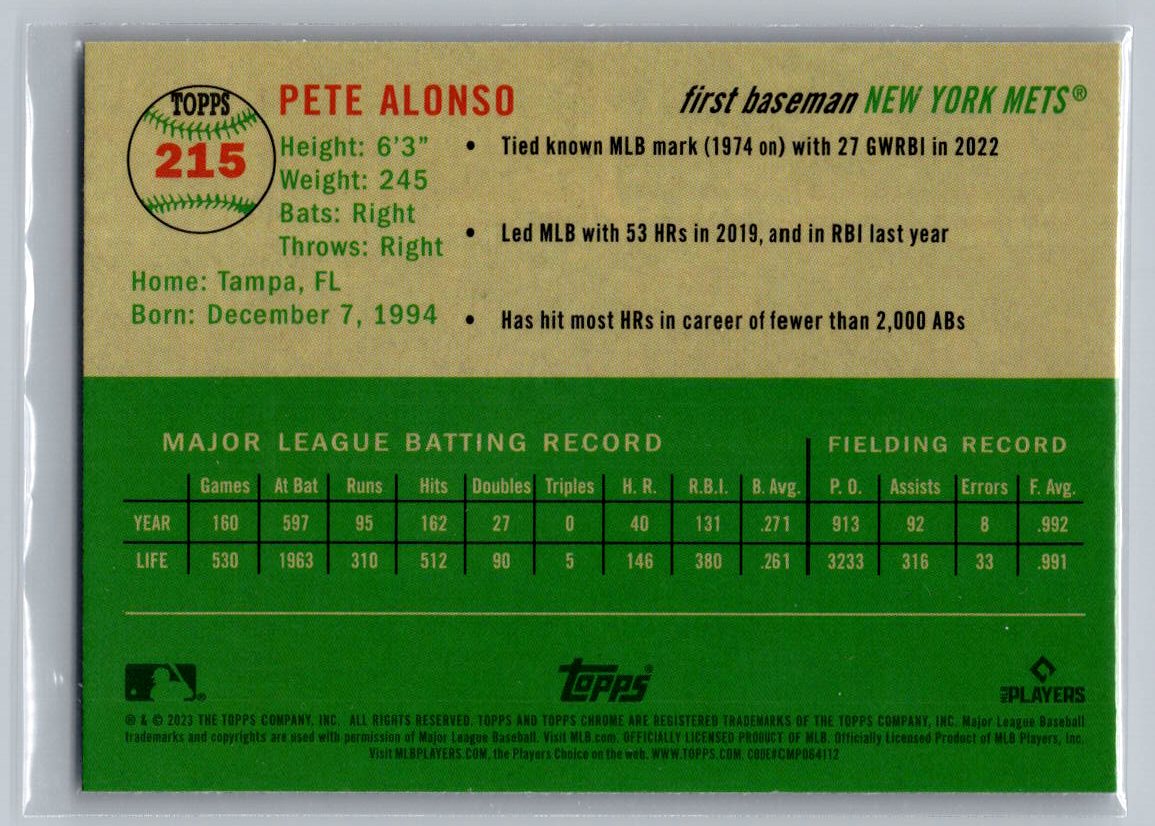 TOPPS
215
PETE ALONSO
first baseman NEW YORK METS®
Height: 6'3"
Weight: 245
Bats: Right
Throws: Right
Home: Tampa, FL
Born: December 7, 1994
• Tied known MLB mark (1974 on) with 27 GWRBI in 2022
• Led MLB with 53 HRs in 2019, and in RBI last year
• Has hit most HRs in career of fewer than 2,000 ABs
MAJOR LEAGUE BATTING RECORD FIELDING RECORD
Games At Bat Runs Hits Doubles Triples H. R. R.B.I. B. Avg. P. O. Assists Errors F. Avg.
YEAR 160 597 95 162 27 0 40 131 .271 913 92 8 .992
LIFE 530 1963 310 512 90 5 146 380 .261 3233 316 33 .991
Topps®
PLAYERS
® & © 2023 THE TOPPS COMPANY, INC. ALL RIGHTS RESERVED. TOPPS AND TOPPS CHROME ARE REGISTERED TRADEMARKS OF THE TOPPS COMPANY, INC. Major League Baseball
trademarks and copyrights are used with permission of Major League Baseball. Visit MLB.com. OFFICIALLY LICENSED PRODUCT OF MLB. Officially Licensed Product of MLB Players, Inc.
Visit MLBPLAYERS.COM, the Players Choice on the web. WWW.TOPPS.COM CODE#CMP064112